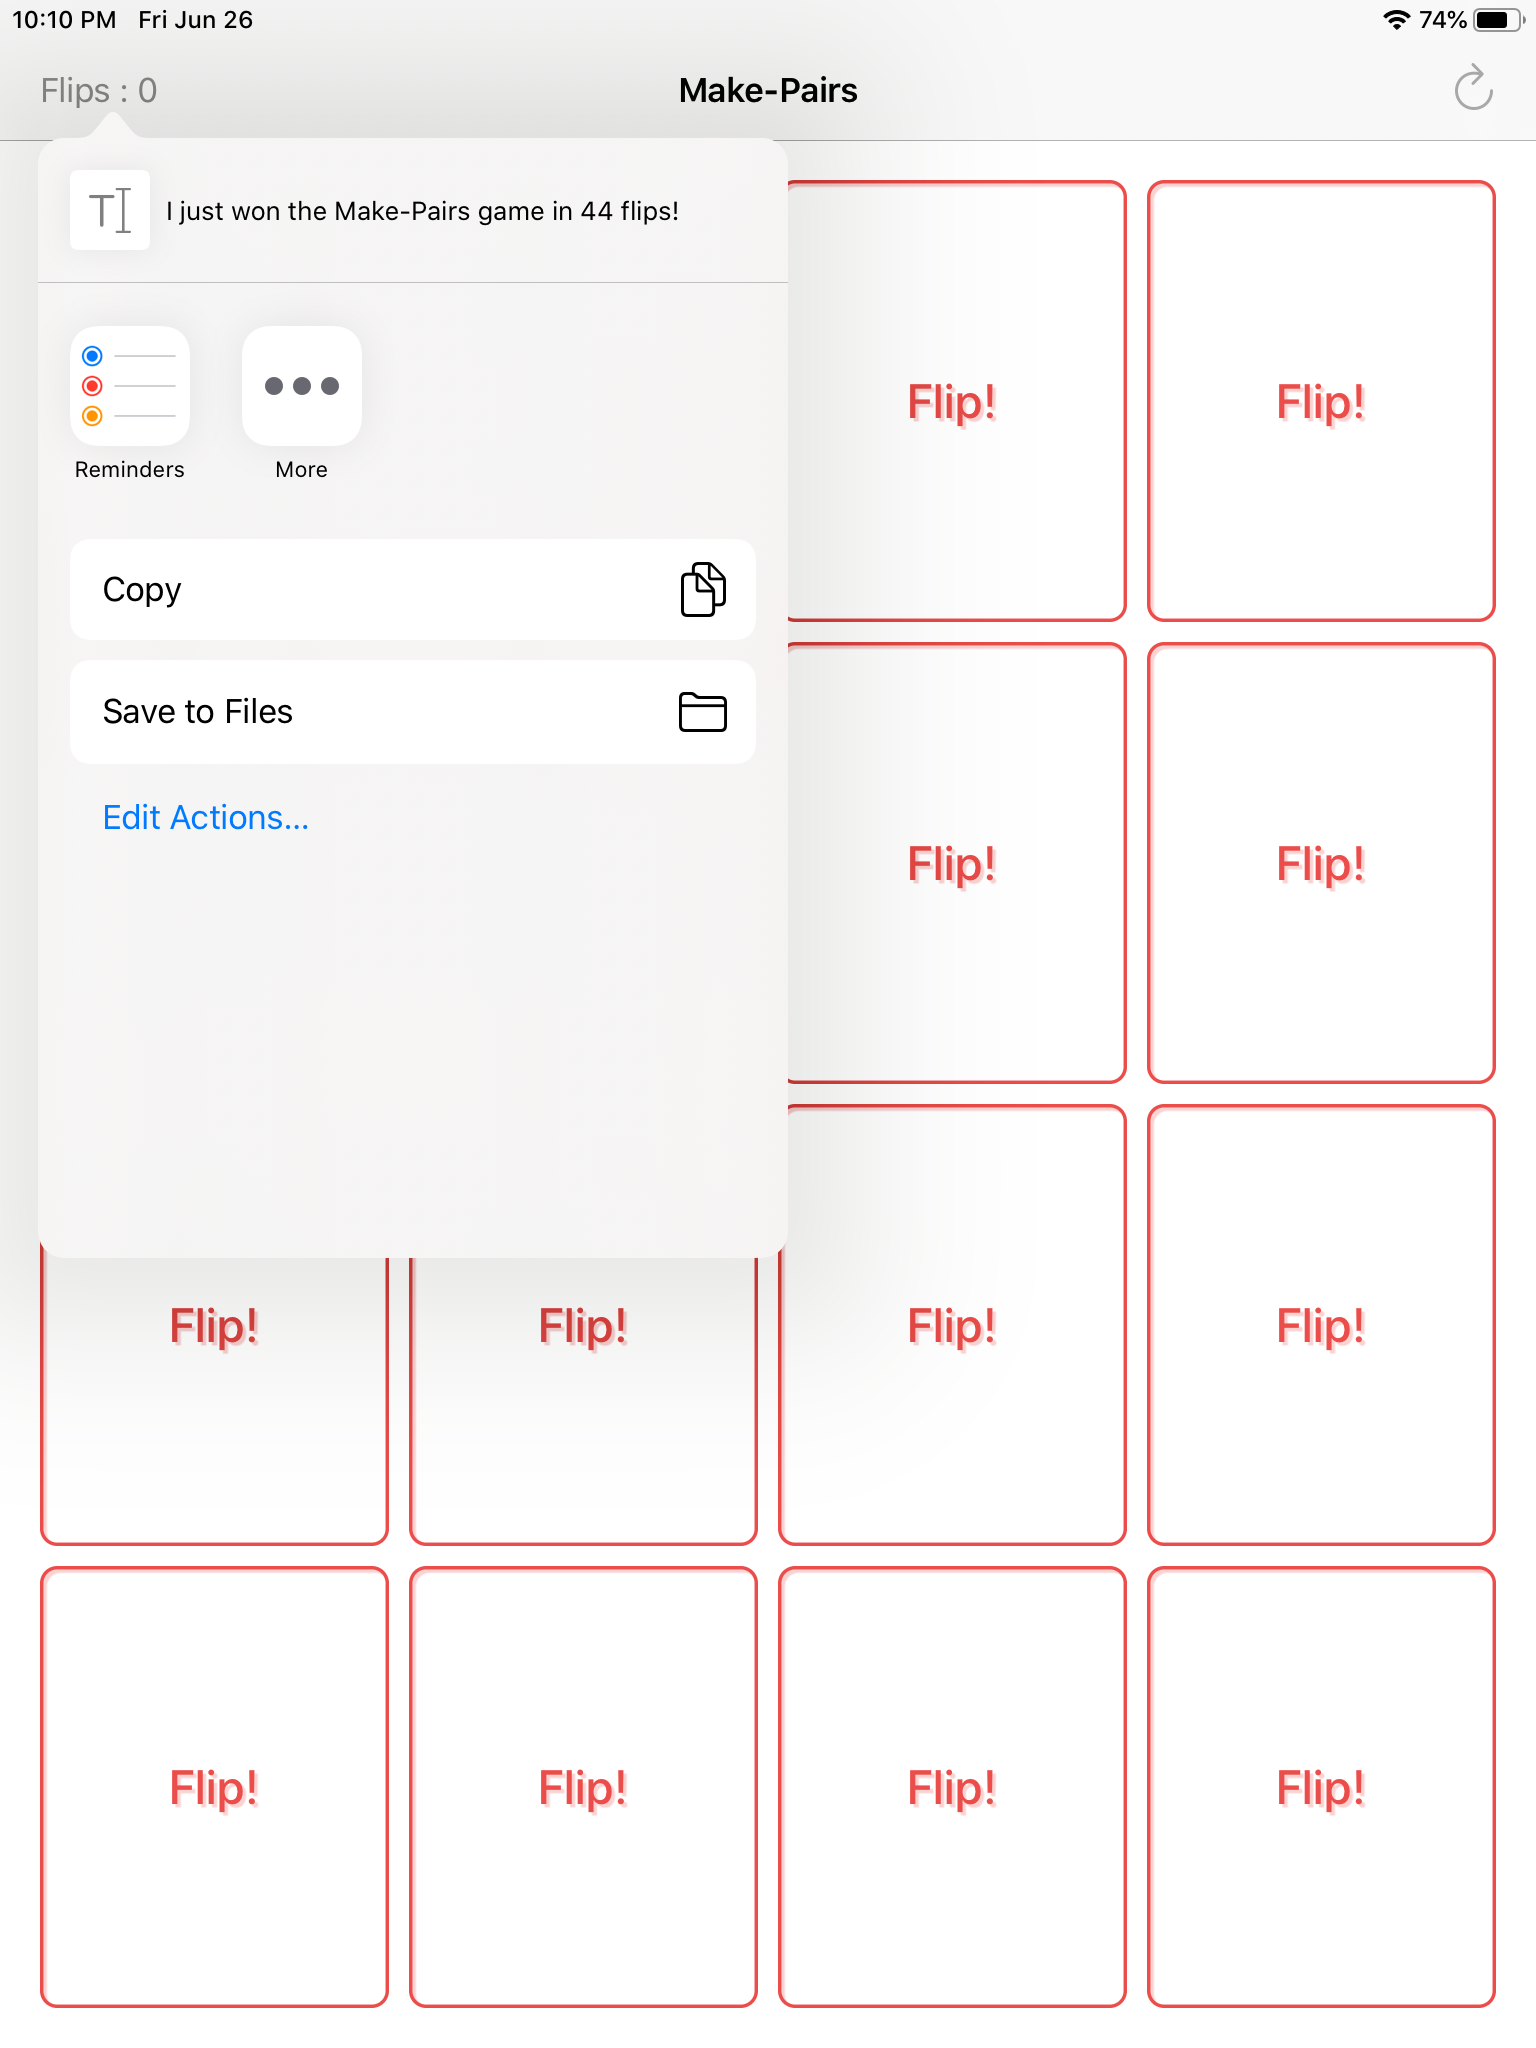 10:10 PM Fri Jun 26 74%
Flips : 0 Make-Pairs
I just won the Make-Pairs game in 44 flips!
Reminders More
Copy
Save to Files
Edit Actions...
Flip! Flip!
Flip! Flip!
Flip! Flip! Flip! Flip!
Flip! Flip! Flip! Flip!